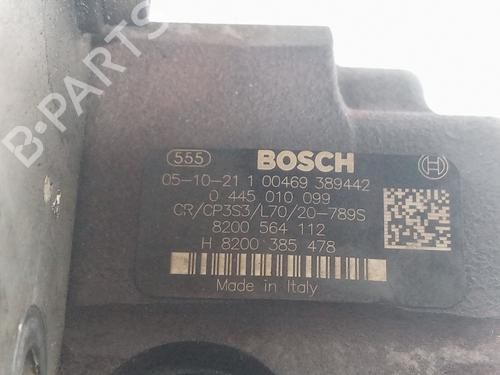 B-PARTS
555 BOSCH
05-10-21 1 00469 389442
0 445 010 099
CR/CP3S3/L70/20-789S
8200 564 112
H 8200 385 478
Made in Italy